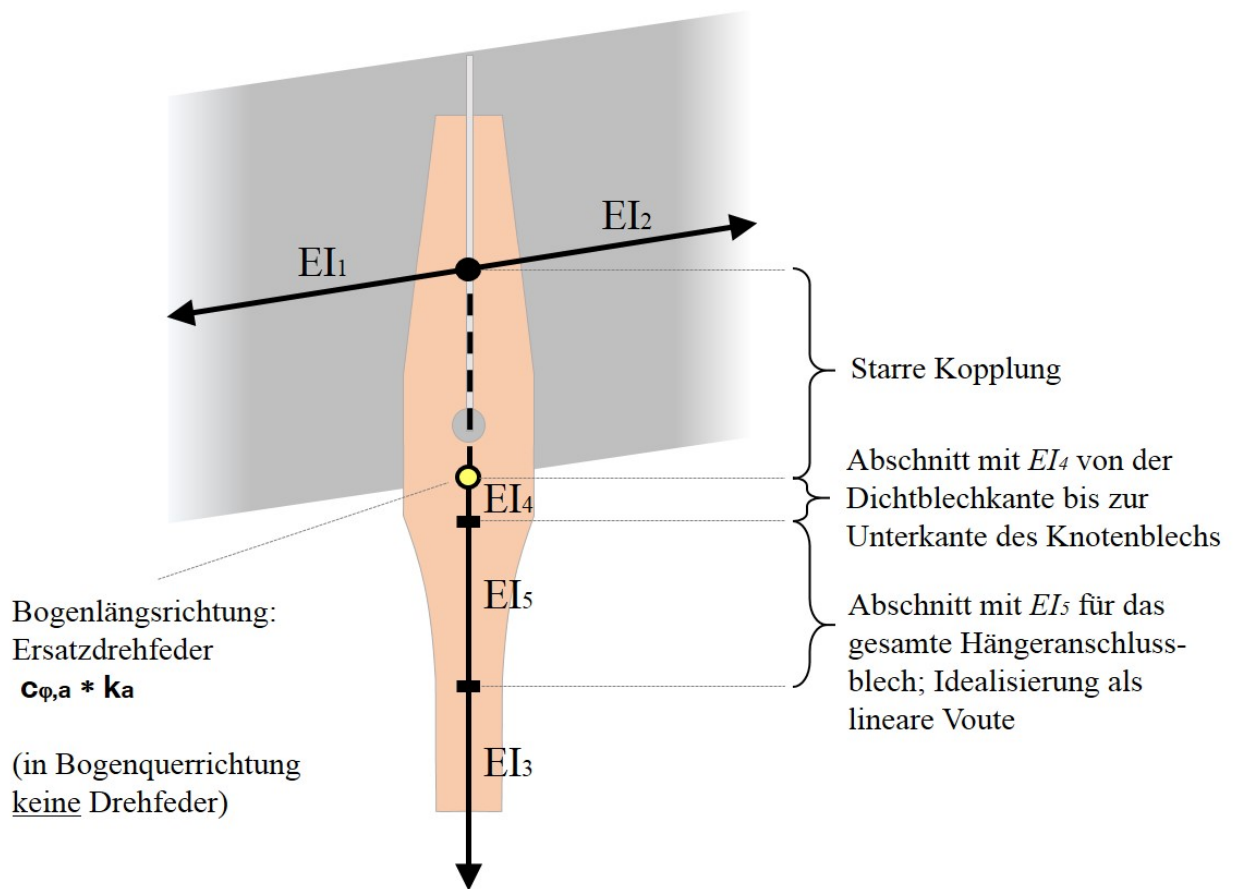 EI₂
EI₁
Starre Kopplung
Abschnitt mit EI₄ von der
Dichtblechkante bis zur
Unterkante des Knotenblechs
EI₄
EI₅
Abschnitt mit EI₅ für das
gesamte Hängeranschluss-
blech; Idealisierung als
lineare Voute
Bogenlängsrichtung:
Ersatzdrehfeder
cφ,a * ka
(in Bogenquerrichtung
keine Drehfeder)
EI₃